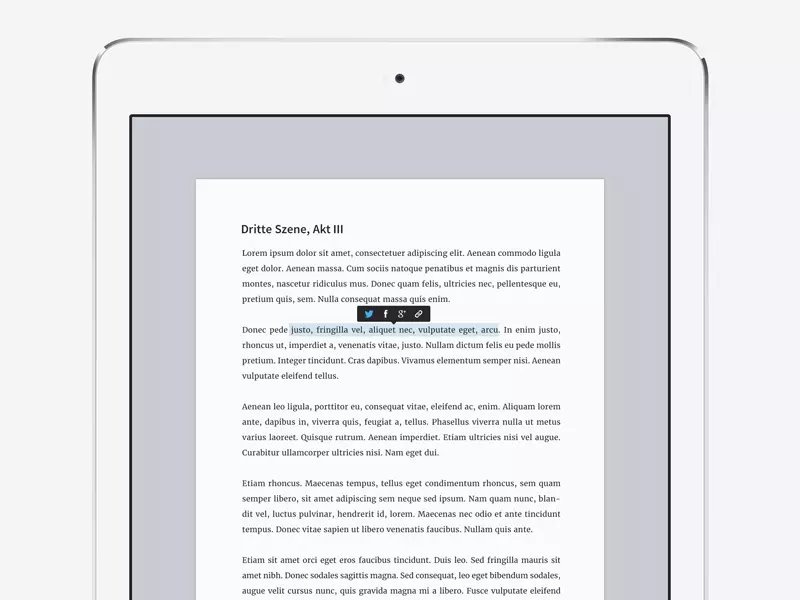 Dritte Szene, Akt III
Lorem ipsum dolor sit amet, consectetuer adipiscing elit. Aenean commodo ligula
eget dolor. Aenean massa. Cum sociis natoque penatibus et magnis dis parturient
montes, nascetur ridiculus mus. Donec quam felis, ultricies nec, pellentesque eu,
pretium quis, sem. Nulla consequat massa quis enim.
Donec pede justo, fringilla vel, aliquet nec, vulputate eget, arcu. In enim justo,
rhoncus ut, imperdiet a, venenatis vitae, justo. Nullam dictum felis eu pede mollis
pretium. Integer tincidunt. Cras dapibus. Vivamus elementum semper nisi. Aenean
vulputate eleifend tellus.
Aenean leo ligula, porttitor eu, consequat vitae, eleifend ac, enim. Aliquam lorem
ante, dapibus in, viverra quis, feugiat a, tellus. Phasellus viverra nulla ut metus
varius laoreet. Quisque rutrum. Aenean imperdiet. Etiam ultricies nisi vel augue.
Curabitur ullamcorper ultricies nisi. Nam eget dui.
Etiam rhoncus. Maecenas tempus, tellus eget condimentum rhoncus, sem quam
semper libero, sit amet adipiscing sem neque sed ipsum. Nam quam nunc, blan-
dit vel, luctus pulvinar, hendrerit id, lorem. Maecenas nec odio et ante tincidunt
tempus. Donec vitae sapien ut libero venenatis faucibus. Nullam quis ante.
Etiam sit amet orci eget eros faucibus tincidunt. Duis leo. Sed fringilla mauris sit
amet nibh. Donec sodales sagittis magna. Sed consequat, leo eget bibendum sodales,
augue velit cursus nunc, quis gravida magna mi a libero. Fusce vulputate eleifend